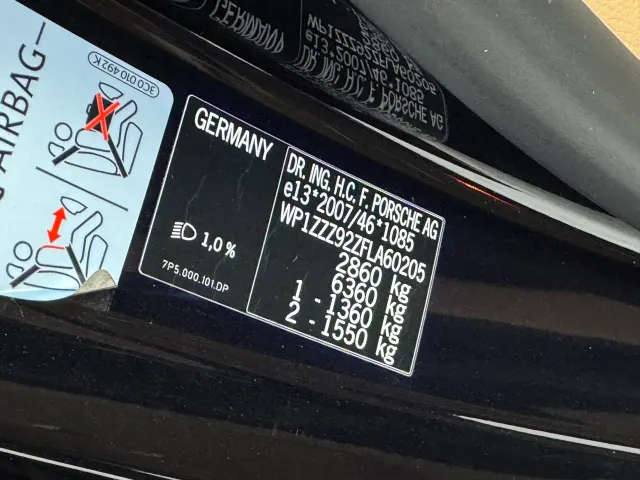 AIRBAG
3C0 010 492 K
GERMANY
DR. ING. H.C. F. PORSCHE AG
e13*2007/46*1085
WP1ZZZ92ZFLA60205
2860 kg
6360 kg
1 - 1360 kg
2 - 1550 kg
1,0 %
7P5.000.101.DP